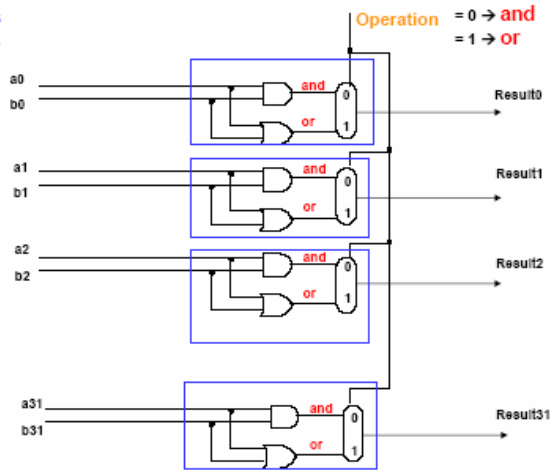 Operation = 0 → and
= 1 → or
a0
b0
and
or
0
1
Result0
a1
b1
and
or
0
1
Result1
a2
b2
and
or
0
1
Result2
a31
b31
and
or
0
1
Result31